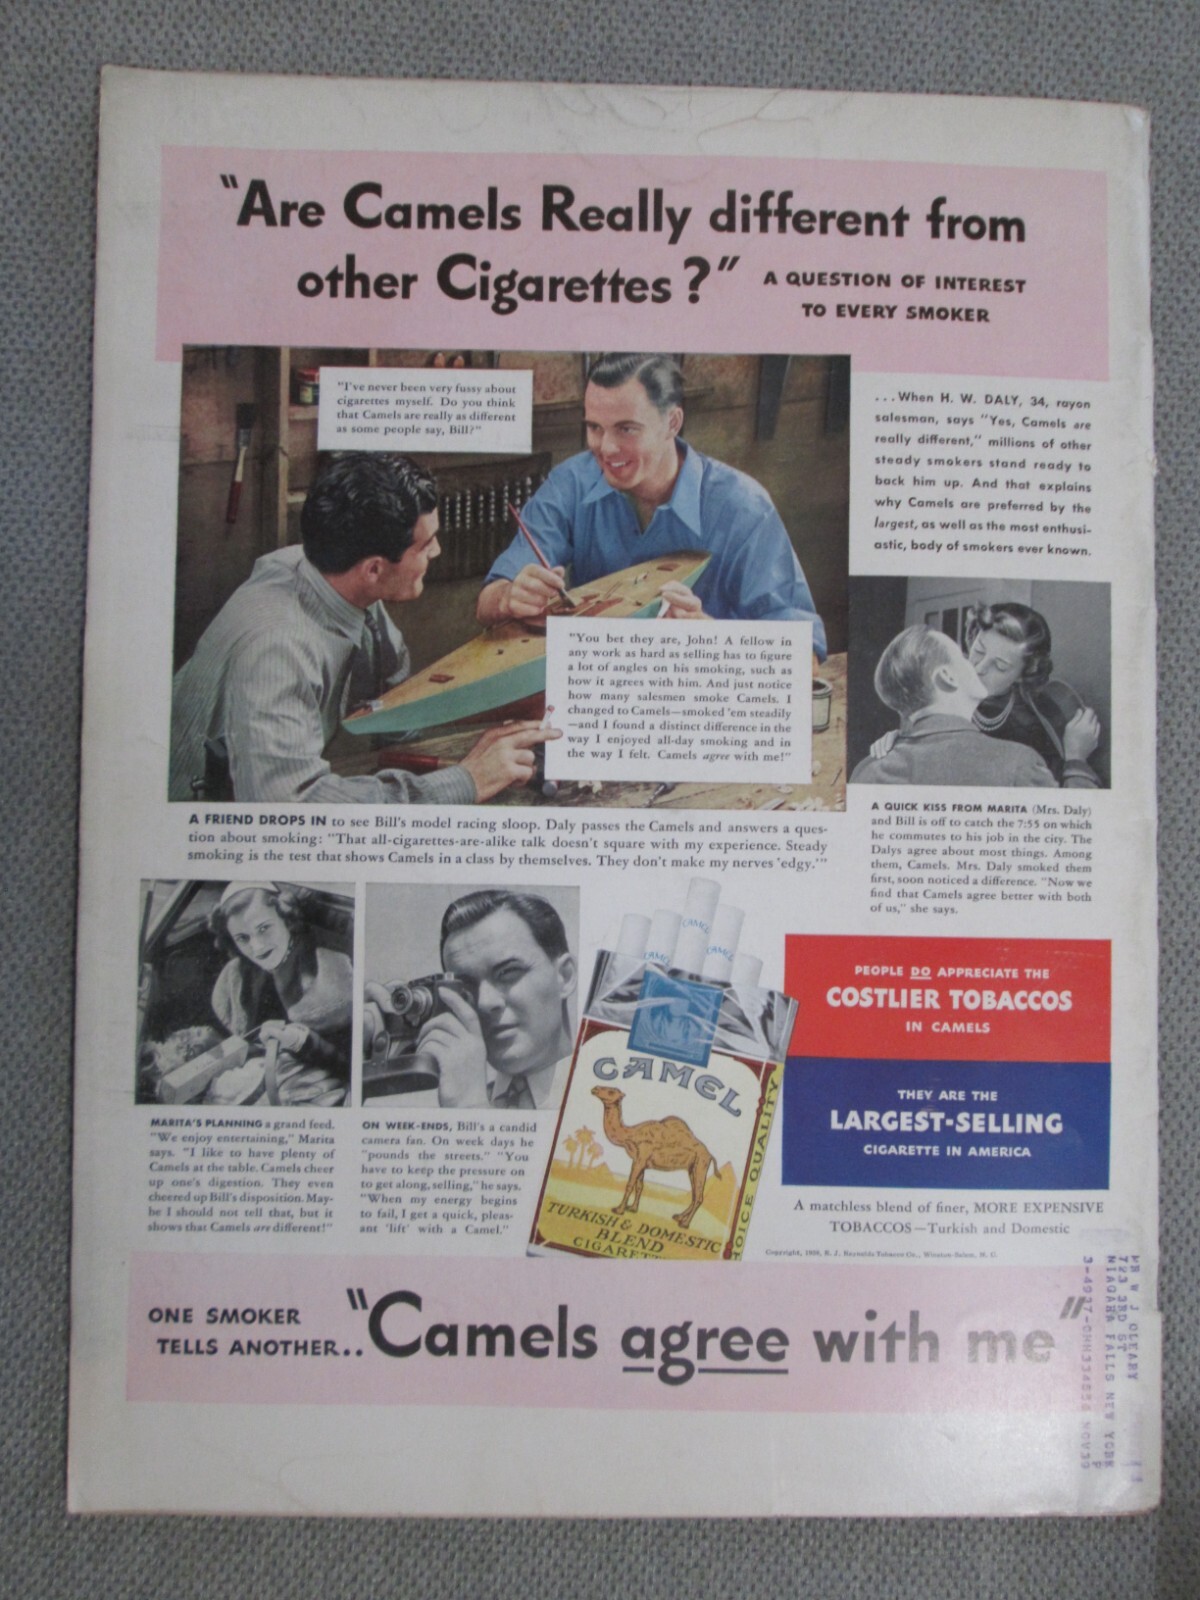 "Are Camels Really different from
other Cigarettes?"
A QUESTION OF INTEREST
TO EVERY SMOKER
"I've never been very fussy about
cigarettes myself. Do you think
that Camels are really as different
as some people say, Bill?"
...When H. W. DALY, 34, rayon
salesman, says "Yes, Camels are
really different," millions of other
steady smokers stand ready to
back him up. And that explains
why Camels are preferred by the
largest, as well as the most enthusi-
astic, body of smokers ever known.
"You bet they are, John! A fellow in
any work as hard as selling has to figure
a lot of angles on his smoking, such as
how it agrees with him. And just notice
how many salesmen smoke Camels. I
changed to Camels—smoked 'em steadily
—and I found a distinct difference in the
way I enjoyed all-day smoking and in
the way I felt. Camels agree with me!"
A FRIEND DROPS IN to see Bill's model racing sloop. Daly passes the Camels and answers a ques-
tion about smoking: "That all-cigarettes-are-alike talk doesn't square with my experience. Steady
smoking is the test that shows Camels in a class by themselves. They don't make my nerves 'edgy.'"
A QUICK KISS FROM MARITA (Mrs. Daly)
and Bill is off to catch the 7:55 on which
he commutes to his job in the city. The
Dalys agree about most things. Among
them, Camels. Mrs. Daly smoked them
first, soon noticed a difference. "Now we
find that Camels agree better with both
of us," she says.
MARITA'S PLANNING a grand feed.
"We enjoy entertaining," Marita
says. "I like to have plenty of
Camels at the table. Camels cheer
up one's digestion. They even
cheered up Bill's disposition. May-
be I should not tell that, but it
shows that Camels are different!"
ON WEEK-ENDS, Bill's a candid
camera fan. On week days he
"pounds the streets." "You
have to keep the pressure on
to get along, selling," he says.
"When my energy begins
to fail, I get a quick, pleas-
ant 'lift' with a Camel."
CAMEL
CAMEL
CAMEL
CAMEL
CAMEL
TURKISH & DOMESTIC
BLEND
CIGARET
CHOICE QUALITY
PEOPLE DO APPRECIATE THE
COSTLIER TOBACCOS
IN CAMELS
THEY ARE THE
LARGEST-SELLING
CIGARETTE IN AMERICA
A matchless blend of finer, MORE EXPENSIVE
TOBACCOS—Turkish and Domestic
Copyright, 1938, R. J. Reynolds Tobacco Co., Winston-Salem, N. C.
ONE SMOKER
TELLS ANOTHER..
"Camels agree with me"
MR W J OLEARY
723 3RD ST
NIAGARA FALLS NEW YORK
P
NOV39